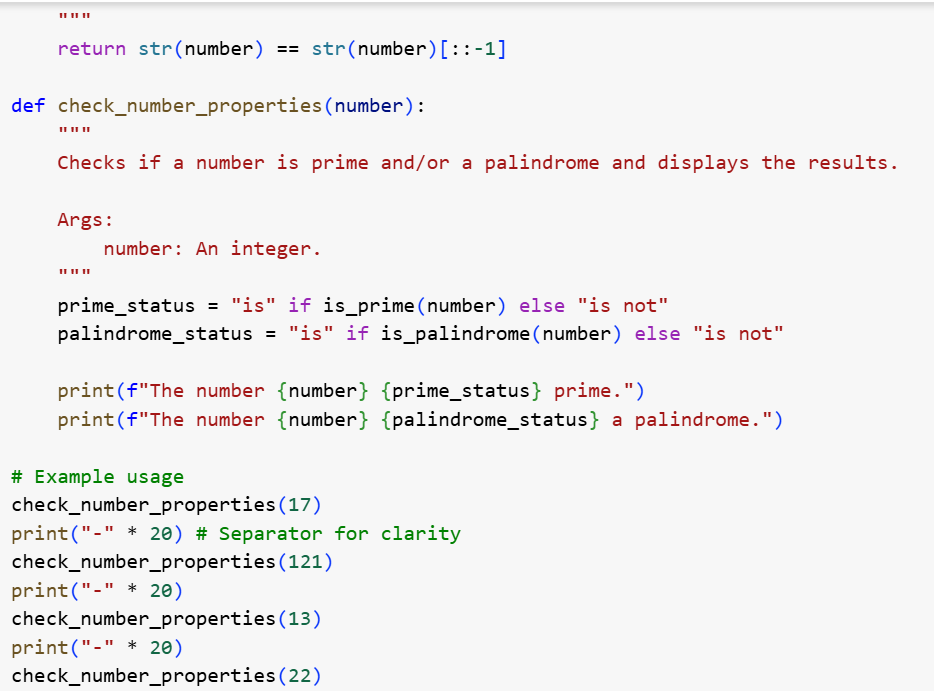 """
    return str(number) == str(number)[::-1]

def check_number_properties(number):
    """
    Checks if a number is prime and/or a palindrome and displays the results.

    Args:
        number: An integer.
    """
    prime_status = "is" if is_prime(number) else "is not"
    palindrome_status = "is" if is_palindrome(number) else "is not"

    print(f"The number {number} {prime_status} prime.")
    print(f"The number {number} {palindrome_status} a palindrome.")

# Example usage
check_number_properties(17)
print("-" * 20) # Separator for clarity
check_number_properties(121)
print("-" * 20)
check_number_properties(13)
print("-" * 20)
check_number_properties(22)